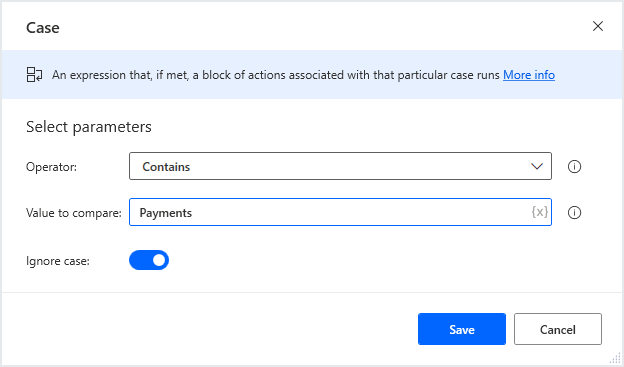 Case
An expression that, if met, a block of actions associated with that particular case runs More info
Select parameters
Operator: Contains
Value to compare: Payments {x}
Ignore case:
Save Cancel